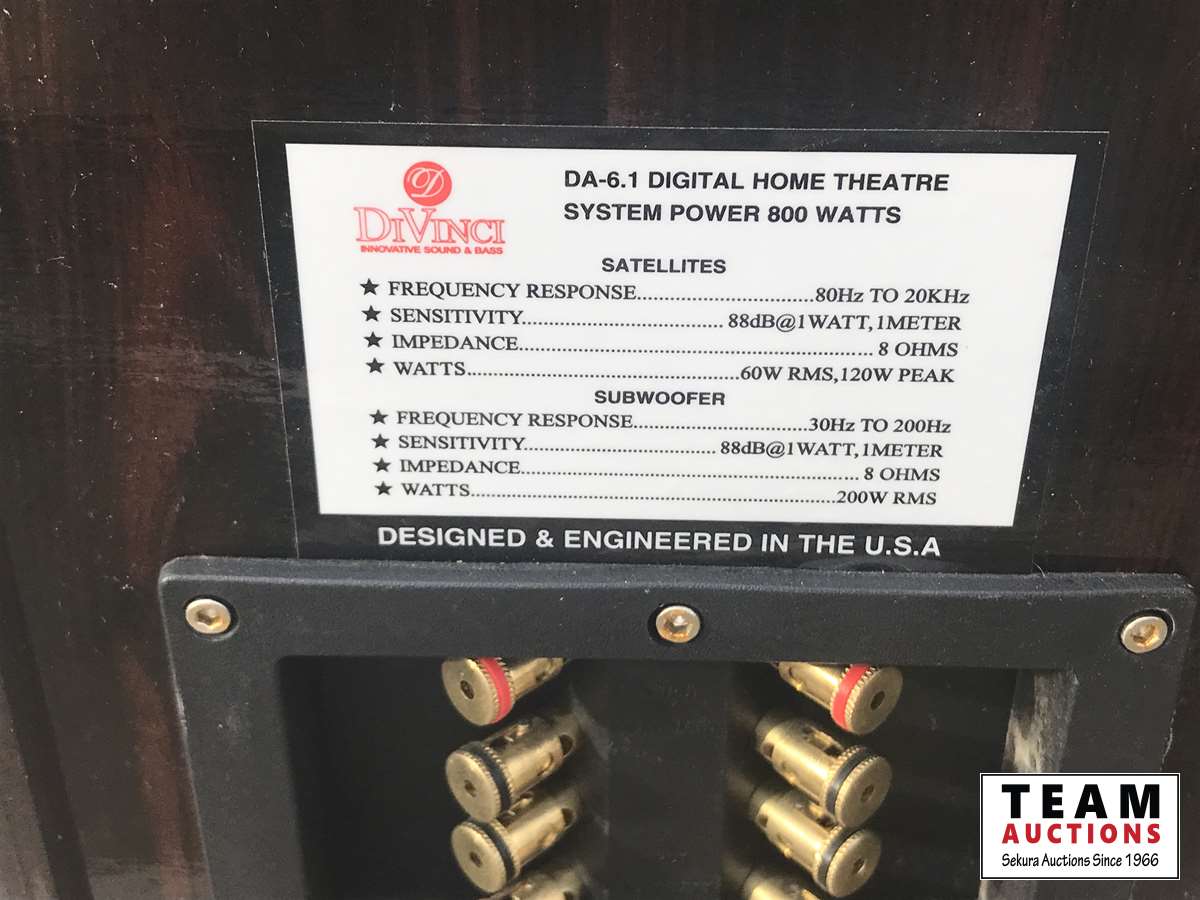 D
DIVINCI
INNOVATIVE SOUND & BASS
DA-6.1 DIGITAL HOME THEATRE
SYSTEM POWER 800 WATTS
SATELLITES
★ FREQUENCY RESPONSE..............................80Hz TO 20KHz
★ SENSITIVITY.................................. 88dB@1WATT,1METER
★ IMPEDANCE............................................................ 8 OHMS
★ WATTS..............................................60W RMS,120W PEAK
SUBWOOFER
★ FREQUENCY RESPONSE..............................30Hz TO 200Hz
★ SENSITIVITY.................................. 88dB@1WATT,1METER
★ IMPEDANCE............................................................ 8 OHMS
★ WATTS................................................................200W RMS
DESIGNED & ENGINEERED IN THE U.S.A
TEAM
AUCTIONS
Sekura Auctions Since 1966